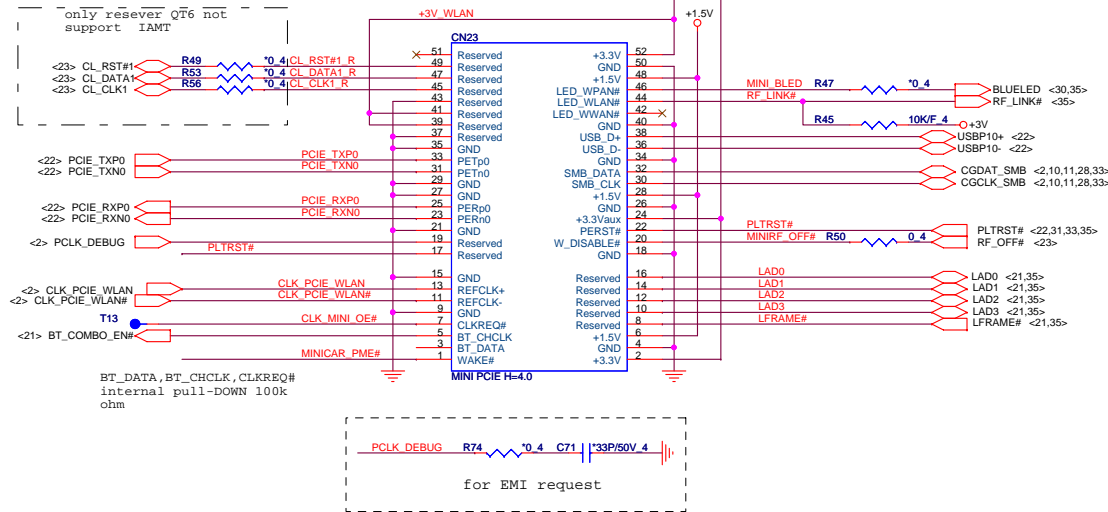 only resever QT6 not
support IAMT
+3V_WLAN
+1.5V
CN23
<23> CL_RST#1 R49 *0_4 CL_RST#1_R
<23> CL_DATA1 R53 *0_4 CL_DATA1_R
<23> CL_CLK1 R56 *0_4 CL_CLK1_R
51 Reserved +3.3V 52
49 Reserved GND 50
47 Reserved +1.5V 48
45 Reserved LED_WPAN# 46 MINI_BLED R47 *0_4 BLUELED <30,35>
43 Reserved LED_WLAN# 44 RF_LINK# RF_LINK# <35>
41 Reserved LED_WWAN# 42
39 Reserved GND 40 R45 10K/F_4 +3V
37 Reserved USB_D+ 38 USBP10+ <22>
35 GND USB_D- 36 USBP10- <22>
<22> PCIE_TXP0 PCIE_TXP0 33 PETp0 GND 34
<22> PCIE_TXN0 PCIE_TXN0 31 PETn0 SMB_DATA 32 CGDAT_SMB <2,10,11,28,33>
29 GND SMB_CLK 30 CGCLK_SMB <2,10,11,28,33>
27 GND +1.5V 28
<22> PCIE_RXP0 PCIE_RXP0 25 PERp0 GND 26
<22> PCIE_RXN0 PCIE_RXN0 23 PERn0 +3.3Vaux 24
21 GND PERST# 22 PLTRST# PLTRST# <22,31,33,35>
<2> PCLK_DEBUG 19 Reserved W_DISABLE# 20 MINIRF_OFF# R50 0_4 RF_OFF# <23>
PLTRST# 17 Reserved GND 18
15 GND Reserved 16 LAD0 LAD0 <21,35>
<2> CLK_PCIE_WLAN CLK_PCIE_WLAN 13 REFCLK+ Reserved 14 LAD1 LAD1 <21,35>
<2> CLK_PCIE_WLAN# CLK_PCIE_WLAN# 11 REFCLK- Reserved 12 LAD2 LAD2 <21,35>
9 GND Reserved 10 LAD3 LAD3 <21,35>
T13 CLK_MINI_OE# 7 CLKREQ# Reserved 8 LFRAME# LFRAME# <21,35>
<21> BT_COMBO_EN# 5 BT_CHCLK +1.5V 6
3 BT_DATA GND 4
MINICAR_PME# 1 WAKE# +3.3V 2
MINI PCIE H=4.0
BT_DATA,BT_CHCLK,CLKREQ#
internal pull-DOWN 100k
ohm
PCLK_DEBUG R74 *0_4 C71 *33P/50V_4
for EMI request